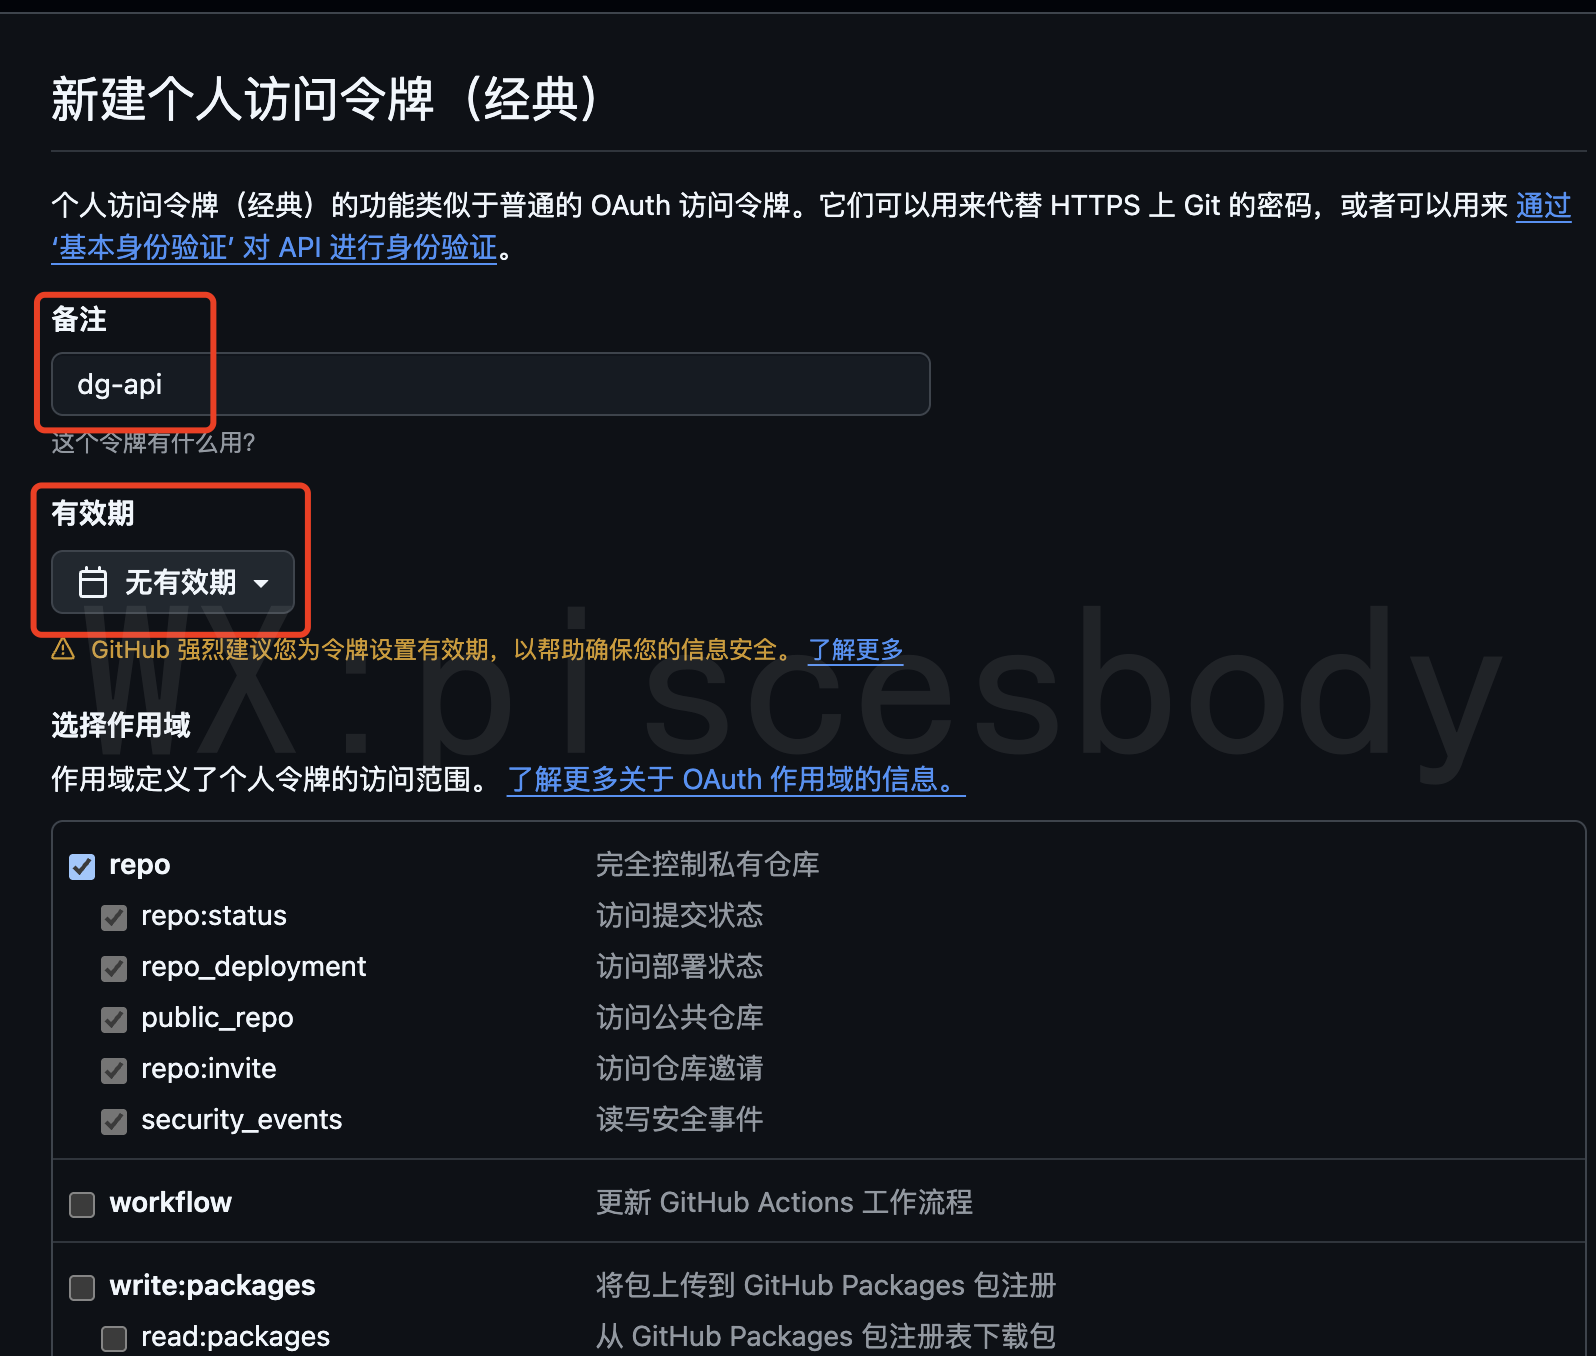 新建个人访问令牌（经典）
个人访问令牌（经典）的功能类似于普通的 OAuth 访问令牌。它们可以用来代替 HTTPS 上 Git 的密码，或者可以用来 通过
‘基本身份验证’ 对 API 进行身份验证。
备注
dg-api
这个令牌有什么用?
有效期
无有效期
GitHub 强烈建议您为令牌设置有效期，以帮助确保您的信息安全。 了解更多
WX:piscesbody
选择作用域
作用域定义了个人令牌的访问范围。 了解更多关于 OAuth 作用域的信息。
repo 完全控制私有仓库
repo:status 访问提交状态
repo_deployment 访问部署状态
public_repo 访问公共仓库
repo:invite 访问仓库邀请
security_events 读写安全事件
workflow 更新 GitHub Actions 工作流程
write:packages 将包上传到 GitHub Packages 包注册
read:packages 从 GitHub Packages 包注册表下载包